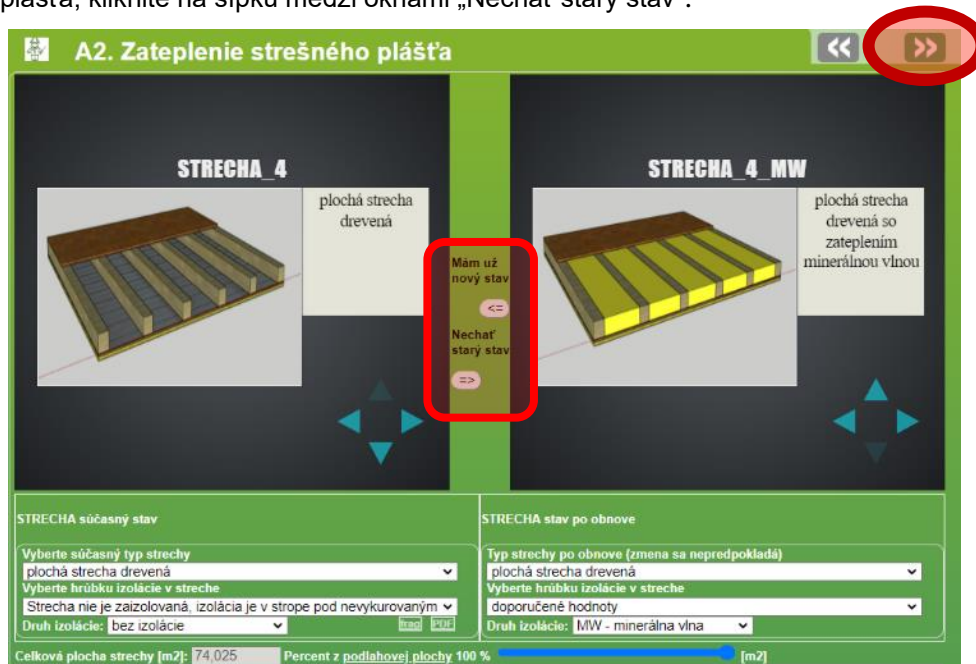 plášťa, kliknite na šípku medzi oknami „Nechať starý stav“.
A2. Zateplenie strešného plášťa
<<
>>
STRECHA_4
plochá strecha
drevená
Mám už
nový stav
<=
Nechať
starý stav
=>
STRECHA_4_MW
plochá strecha
drevená so
zateplením
minerálnou vlnou
STRECHA súčasný stav
Vyberte súčasný typ strechy
plochá strecha drevená
Vyberte hrúbku izolácie v streche
Strecha nie je zaizolovaná, izolácia je v strope pod nevykurovaným
Druh izolácie: bez izolácie
frag PDF
STRECHA stav po obnove
Typ strechy po obnove (zmena sa nepredpokladá)
plochá strecha drevená
Vyberte hrúbku izolácie v streche
doporučené hodnoty
Druh izolácie: MW - minerálna vlna
Celková plocha strechy [m2]: 74,025 Percent z podlahovej plochy 100 % [m2]